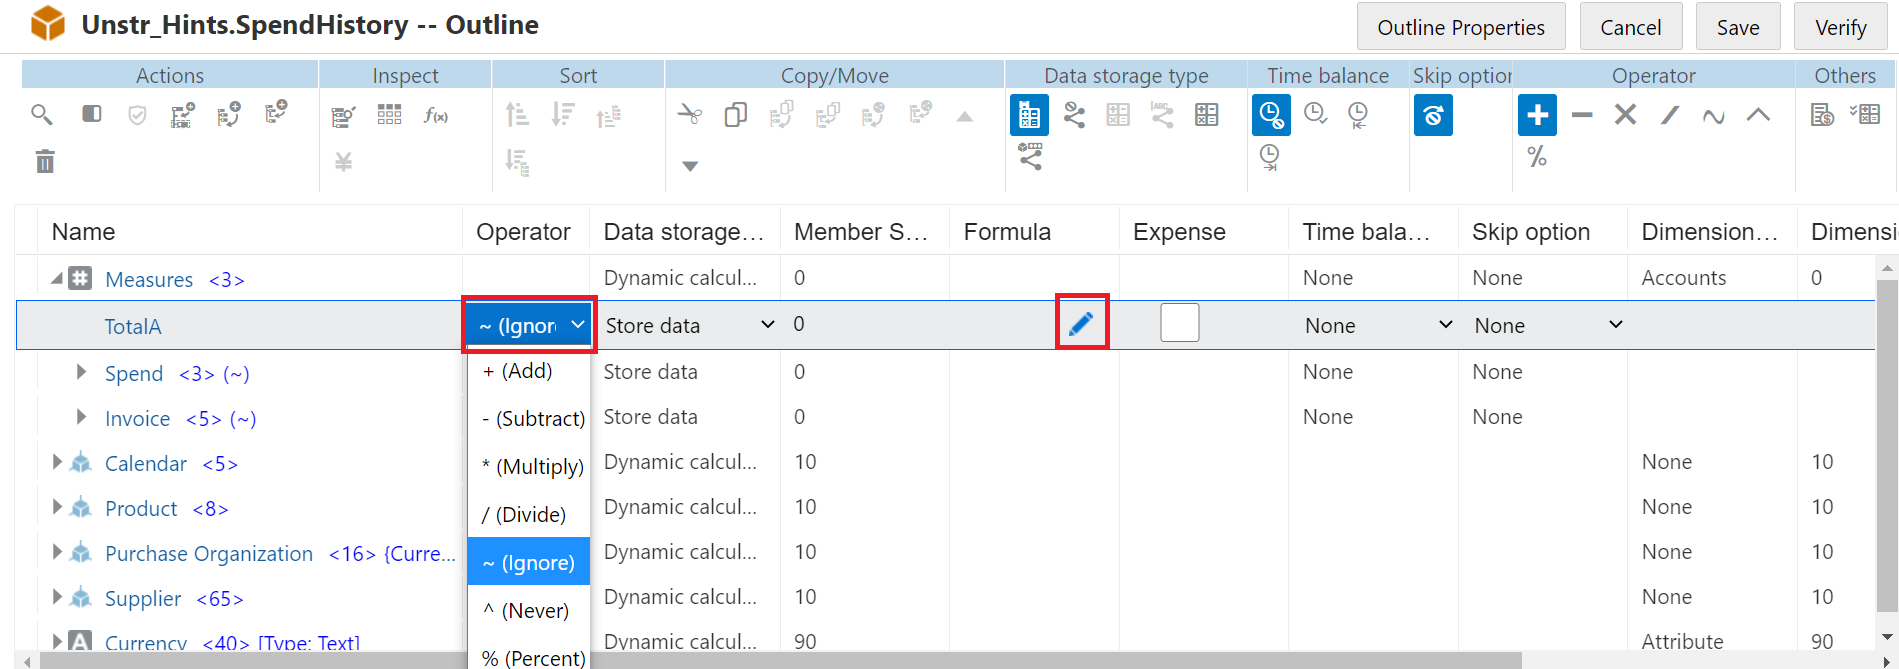 Unstr_Hints.SpendHistory -- Outline
Outline Properties Cancel Save Verify
Actions Inspect Sort Copy/Move Data storage type Time balance Skip option Operator Others
f(x) ABC
¥ %
Name Operator Data storage... Member S... Formula Expense Time bala... Skip option Dimension... Dimensi
Measures <3> Dynamic calcul... 0 None None Accounts 0
TotalA ~ (Ignore Store data 0 None None
+ (Add)
Spend <3> (~) Store data 0 None None
- (Subtract)
Invoice <5> (~) Store data 0 None None
* (Multiply)
Calendar <5> Dynamic calcul... 10 None 10
Product <8> / (Divide) Dynamic calcul... 10 None 10
Purchase Organization <16> {Curre... ~ (Ignore) Dynamic calcul... 10 None 10
Supplier <65> ^ (Never) Dynamic calcul... 10 None 10
Currency <40> [Type: Text] % (Percent) Dynamic calcul... 90 Attribute 90